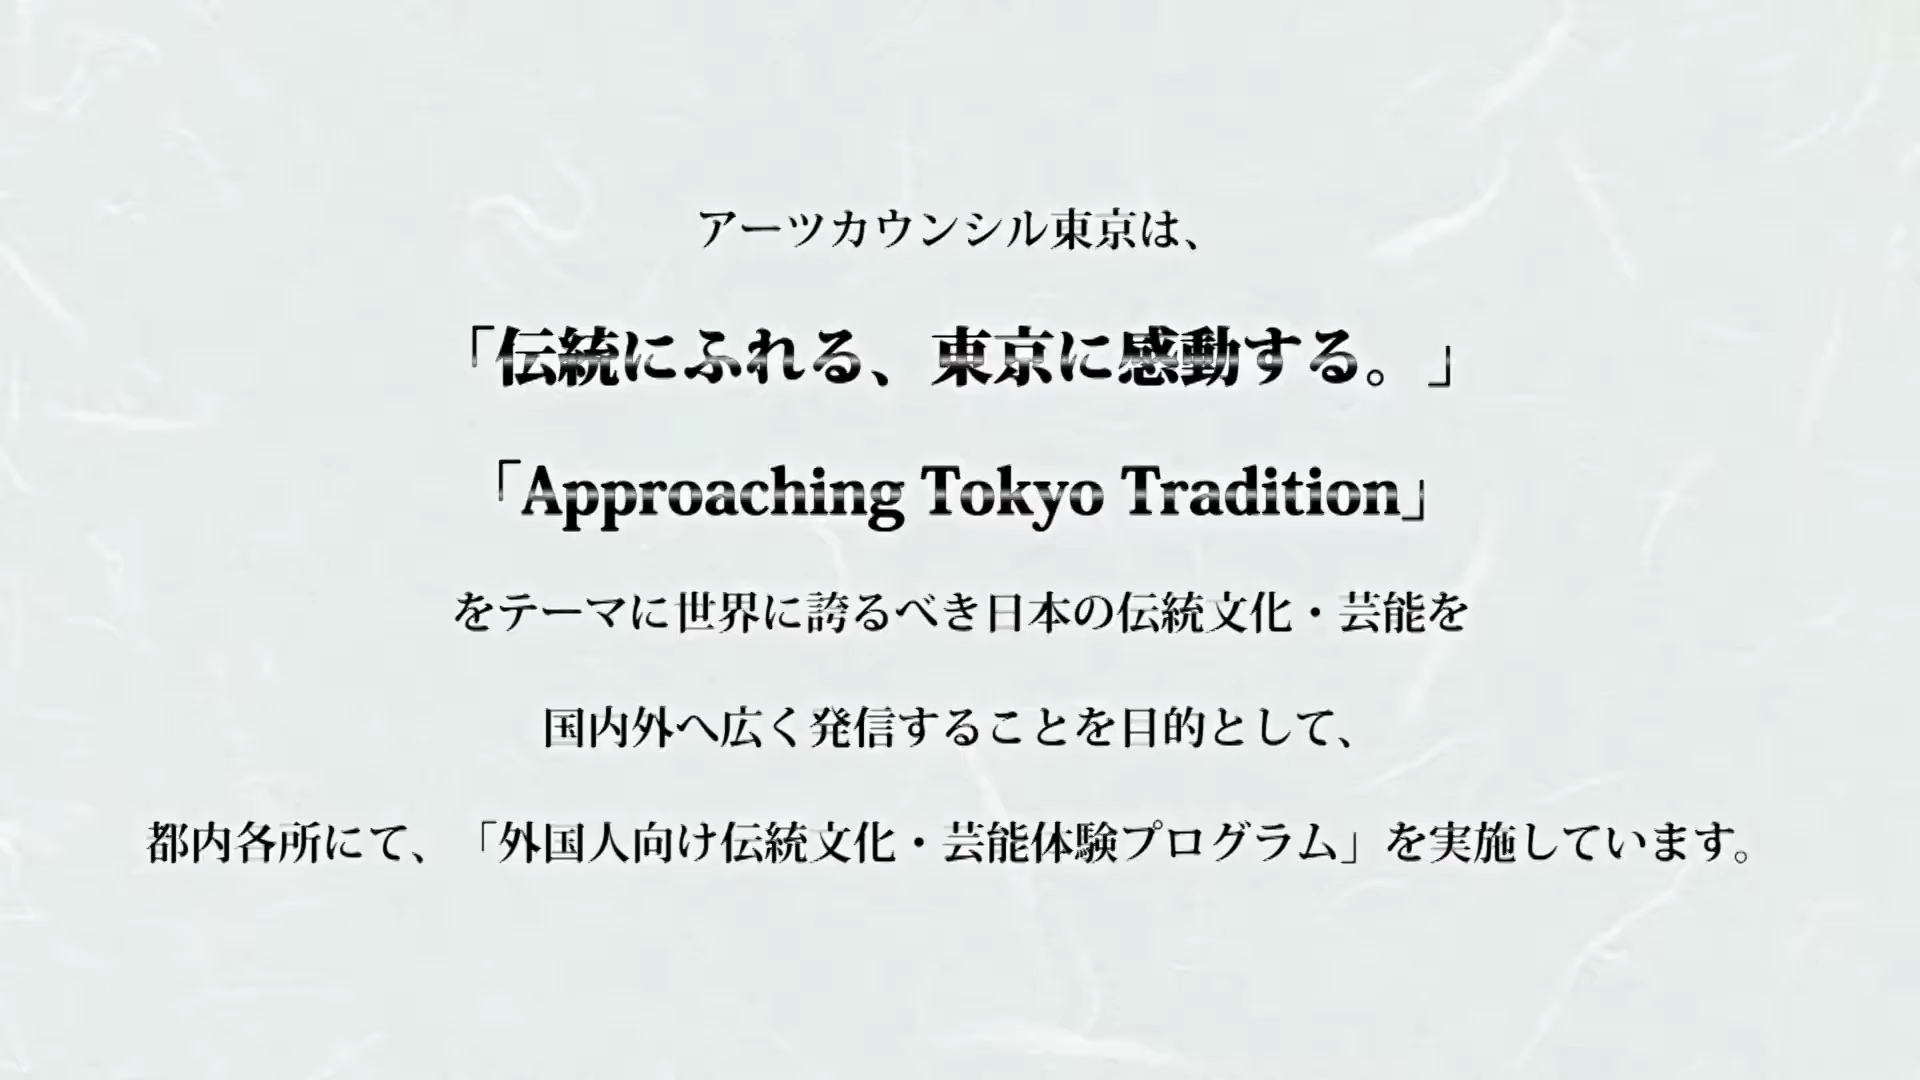 アーツカウンシル東京は、
「伝統にふれる、東京に感動する。」
「Approaching Tokyo Tradition」
をテーマに世界に誇るべき日本の伝統文化・芸能を
国内外へ広く発信することを目的として、
都内各所にて、「外国人向け伝統文化・芸能体験プログラム」を実施しています。